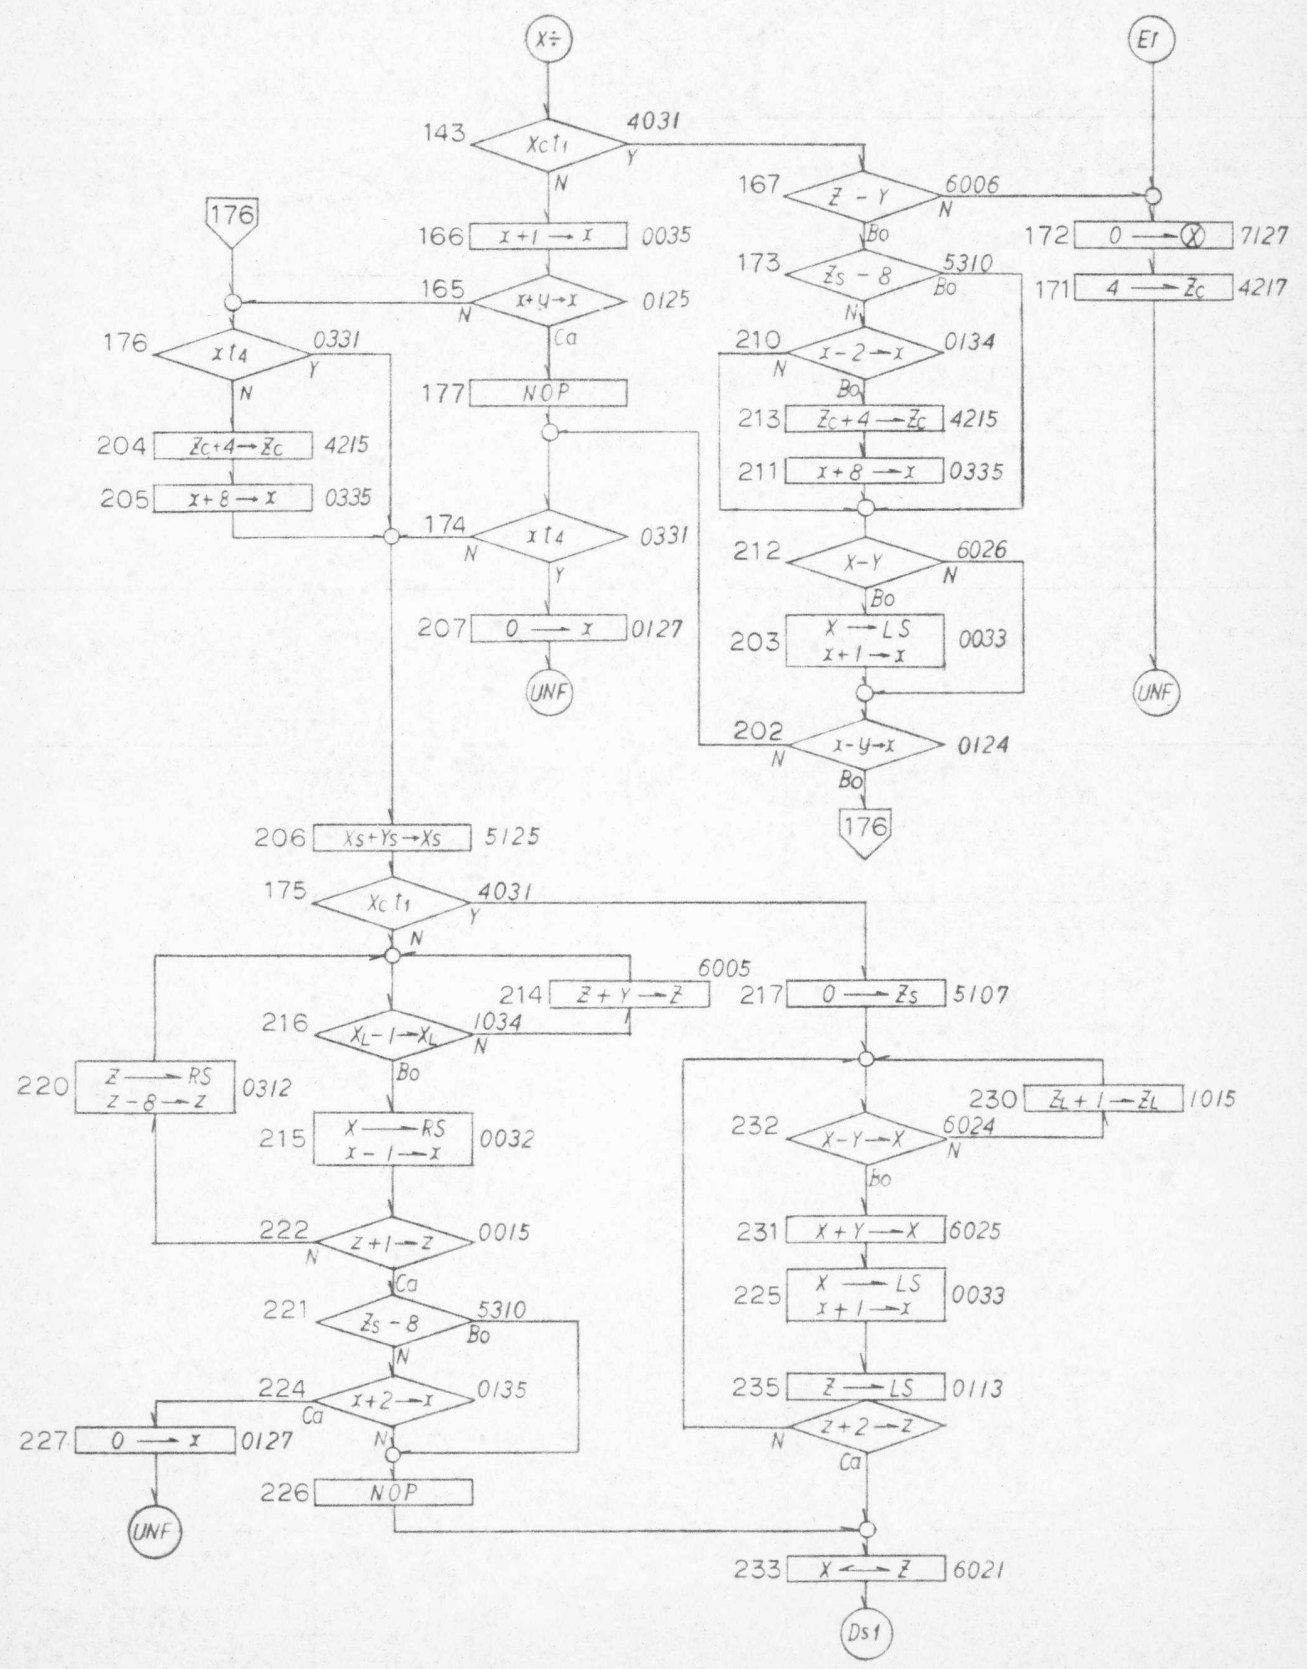 X÷
E1
143 Xct1 4031
Y
N
167 Z - Y 6006
N
Bo
176
166 x+1→x 0035
172 0 → Ⓧ 7127
173 Zs - 8 5310
Bo
N
171 4 → Zc 4217
165 x+y→x 0125
N
Ca
176 xt4 0331
Y
N
210 x-2→x 0134
N
Bo
177 NOP
213 Zc+4→Zc 4215
204 Zc+4→Zc 4215
211 x+8→x 0335
205 x+8→x 0335
174 xt4 0331
N
Y
212 X-Y 6026
N
Bo
207 0 → x 0127
203 X → LS
x+1→x 0033
UNF
UNF
202 x-y→x 0124
N
Bo
176
206 Xs+Ys→Xs 5125
175 Xct1 4031
Y
N
214 Z+Y→Z 6005
217 0 → Zs 5107
216 XL-1→XL 1034
N
Bo
220 Z → RS
z-8→z 0312
230 ZL+1→ZL 1015
215 X → RS
x-1→x 0032
232 X-Y→X 6024
N
Bo
222 z+1→z 0015
N
Ca
231 X+Y→X 6025
225 X → LS
x+1→x 0033
221 Zs-8 5310
Bo
N
224 x+2→x 0135
Ca
N
235 Z → LS 0113
z+2→z
N
Ca
227 0 → x 0127
226 NOP
UNF
233 X ↔ Z 6021
Ds1